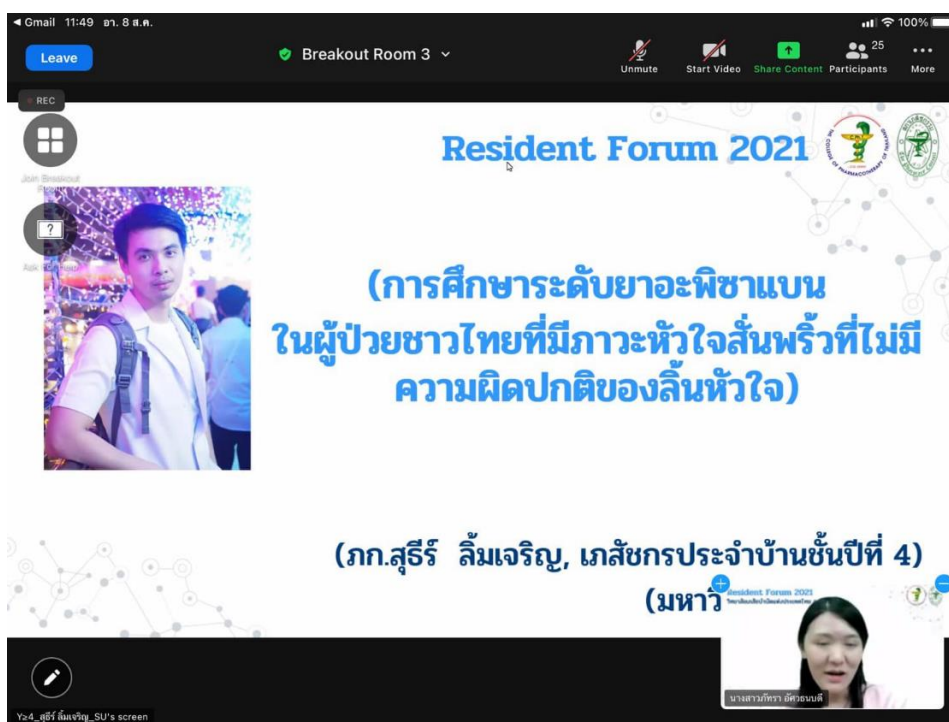 Gmail 11:49 อา. 8 ส.ค.
100%
Leave
Breakout Room 3
Unmute
Start Video
Share Content
Participants
25
More
REC
Join Breakout Room
Resident Forum 2021
(การศึกษาระดับยาอะพิซาแบน
ในผู้ป่วยชาวไทยที่มีภาวะหัวใจสั่นพริ้วที่ไม่มี
ความผิดปกติของลิ้นหัวใจ)
(ภก.สุธีร์ ลิ้มเจริญ, เภสัชกรประจำบ้านชั้นปีที่ 4)
(มหาวิ
Resident Forum 2021
นางสาวภัทรา อัศวธนบดี
Y≥4_สุธีร์ ลิ้มเจริญ_SU's screen